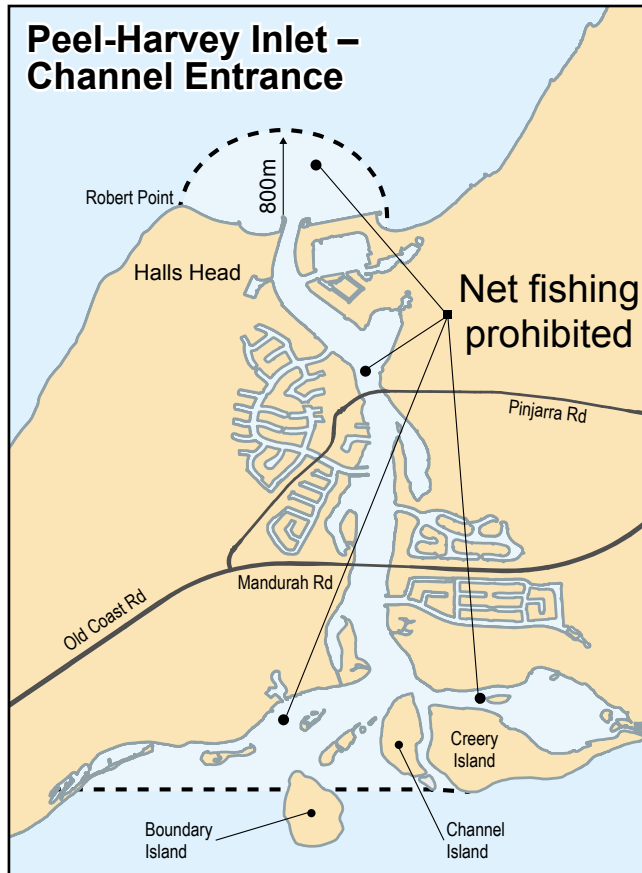 Peel-Harvey Inlet –
Channel Entrance
800m
Robert Point
Halls Head
Net fishing
prohibited
Pinjarra Rd
Mandurah Rd
Old Coast Rd
Creery
Island
Boundary
Island
Channel
Island